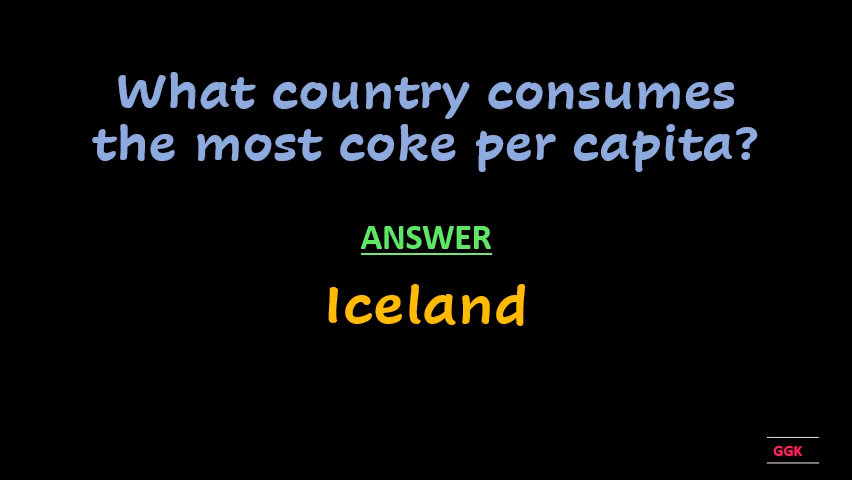 What country consumes
the most coke per capita?
ANSWER
Iceland
GGK